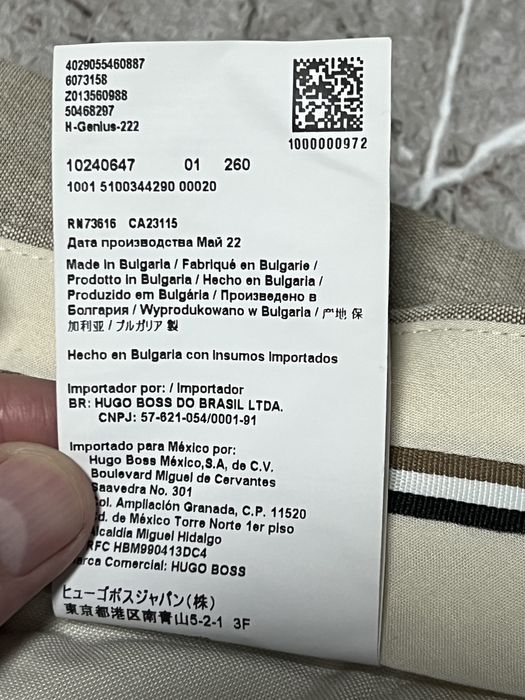 4029055460887
6073158
Z013560988
50468297
H-Genius-222
1000000972
10240647 01 260
1001 5100344290 00020
RN73616 CA23115
Дата производства Май 22
Made in Bulgaria / Fabriqué en Bulgarie /
Prodotto in Bulgaria / Hecho en Bulgaria /
Produzido em Bulgária / Произведено в
Болгария / Wyprodukowano w Bulgaria / 产地 保
加利亚 / ブルガリア 製
Hecho en Bulgaria con Insumos Importados
Importador por: / Importador
BR: HUGO BOSS DO BRASIL LTDA.
CNPJ: 57-621-054/0001-91
Importado para México por:
Hugo Boss México,S.A, de C.V.
Boulevard Miguel de Cervantes
Saavedra No. 301
ol. Ampliación Granada, C.P. 11520
d. de México Torre Norte 1er piso
lcaldia Miguel Hidalgo
RFC HBM990413DC4
arca Comercial: HUGO BOSS
ヒューゴボスジャパン(株)
東京都港区南青山5-2-1 3F